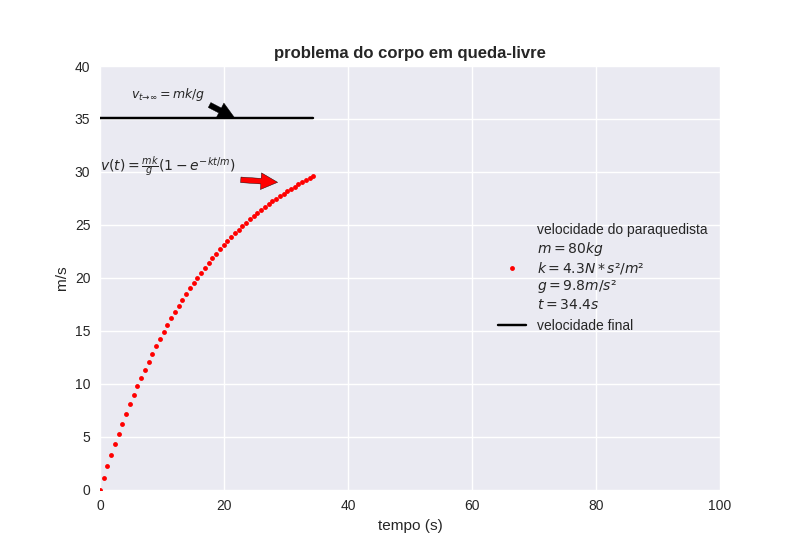 problema do corpo em queda-livre
40
35
30
25
20
15
10
5
0
m/s
v_{t→∞} = mk/g
v(t) = \frac{mk}{g}(1 − e^{−kt/m})
velocidade do paraquedista
m = 80kg
k = 4.3N * s²/m²
g = 9.8m/s²
t = 34.4s
velocidade final
0 20 40 60 80 100
tempo (s)